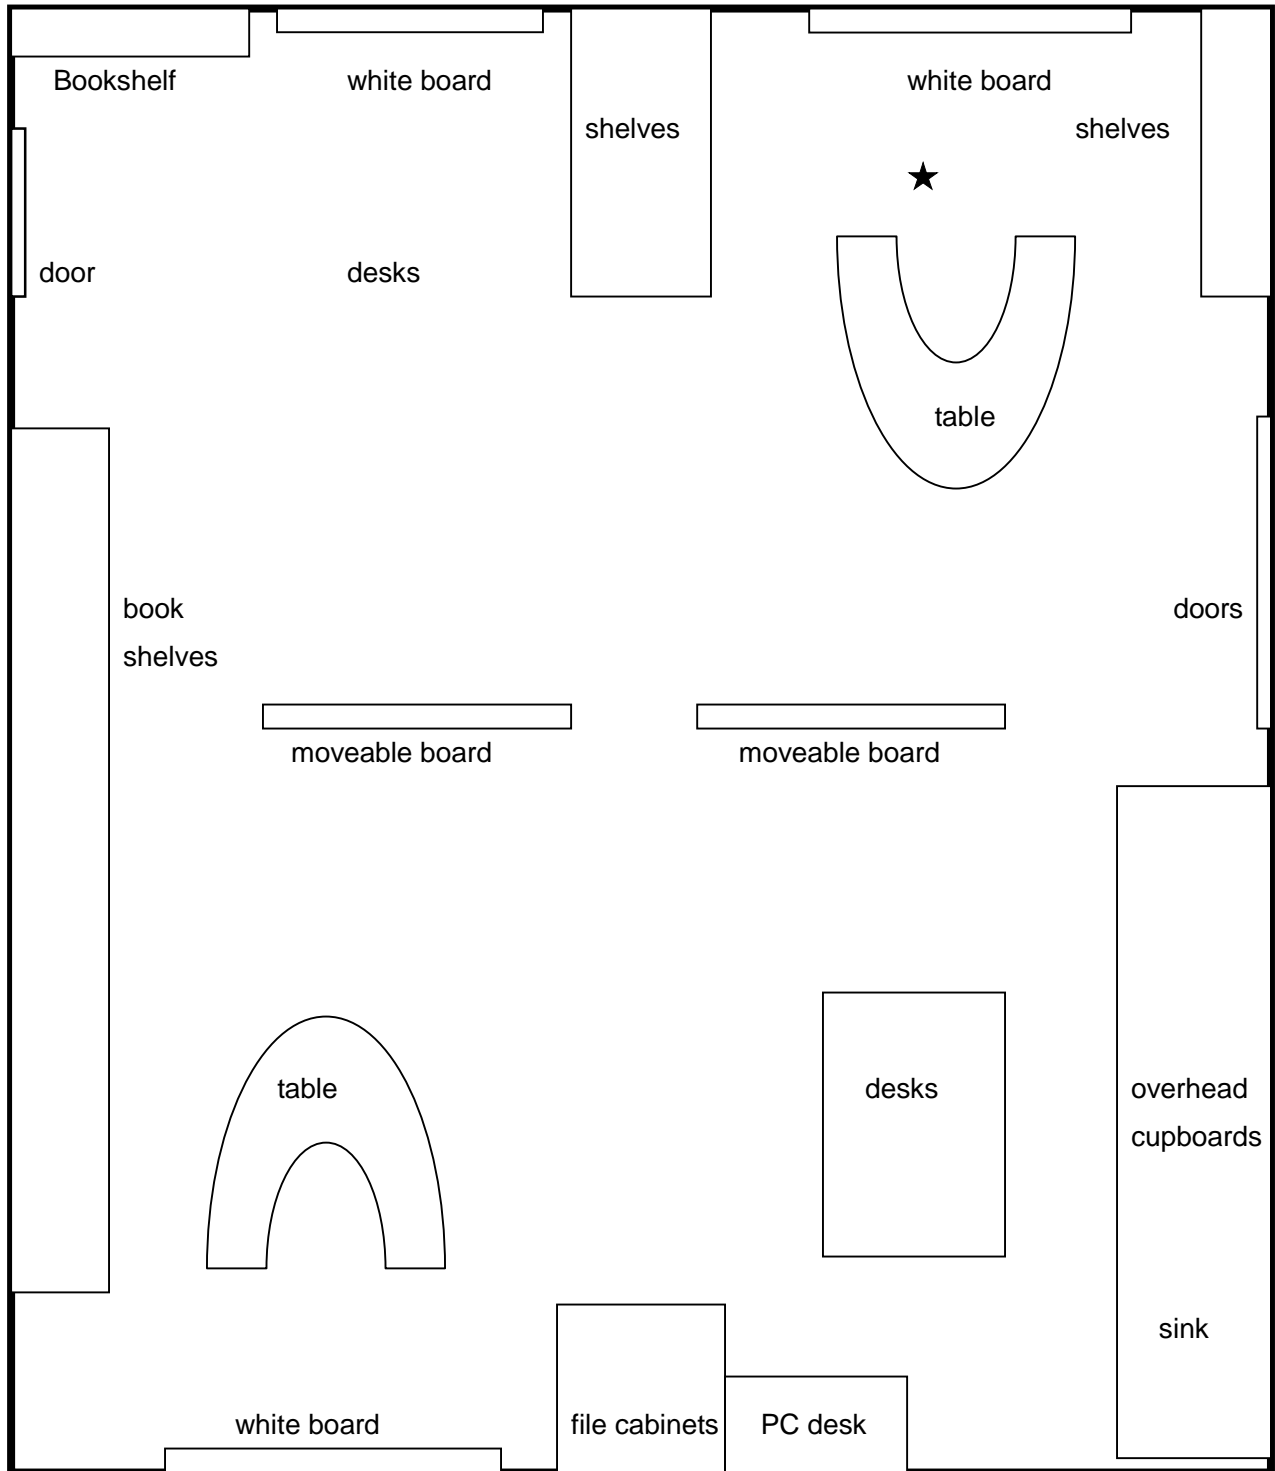 Bookshelf
white board
white board
shelves
shelves
door
desks
table
book
shelves
doors
moveable board
moveable board
table
desks
overhead
cupboards
sink
white board
file cabinets
PC desk